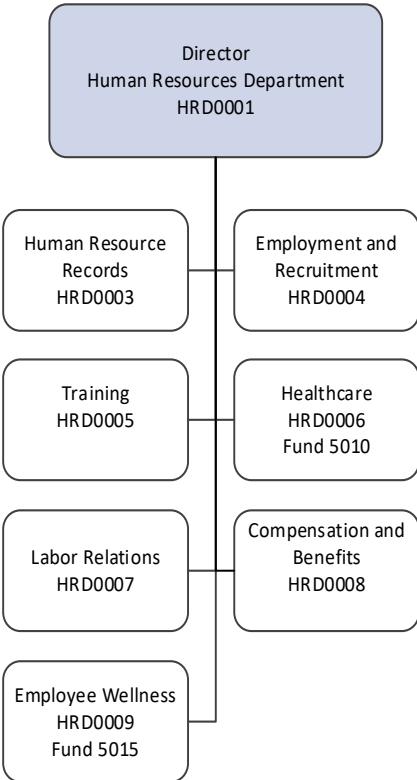 Director
Human Resources Department
HRD0001
Human Resource
Records
HRD0003
Employment and
Recruitment
HRD0004
Training
HRD0005
Healthcare
HRD0006
Fund 5010
Labor Relations
HRD0007
Compensation and
Benefits
HRD0008
Employee Wellness
HRD0009
Fund 5015